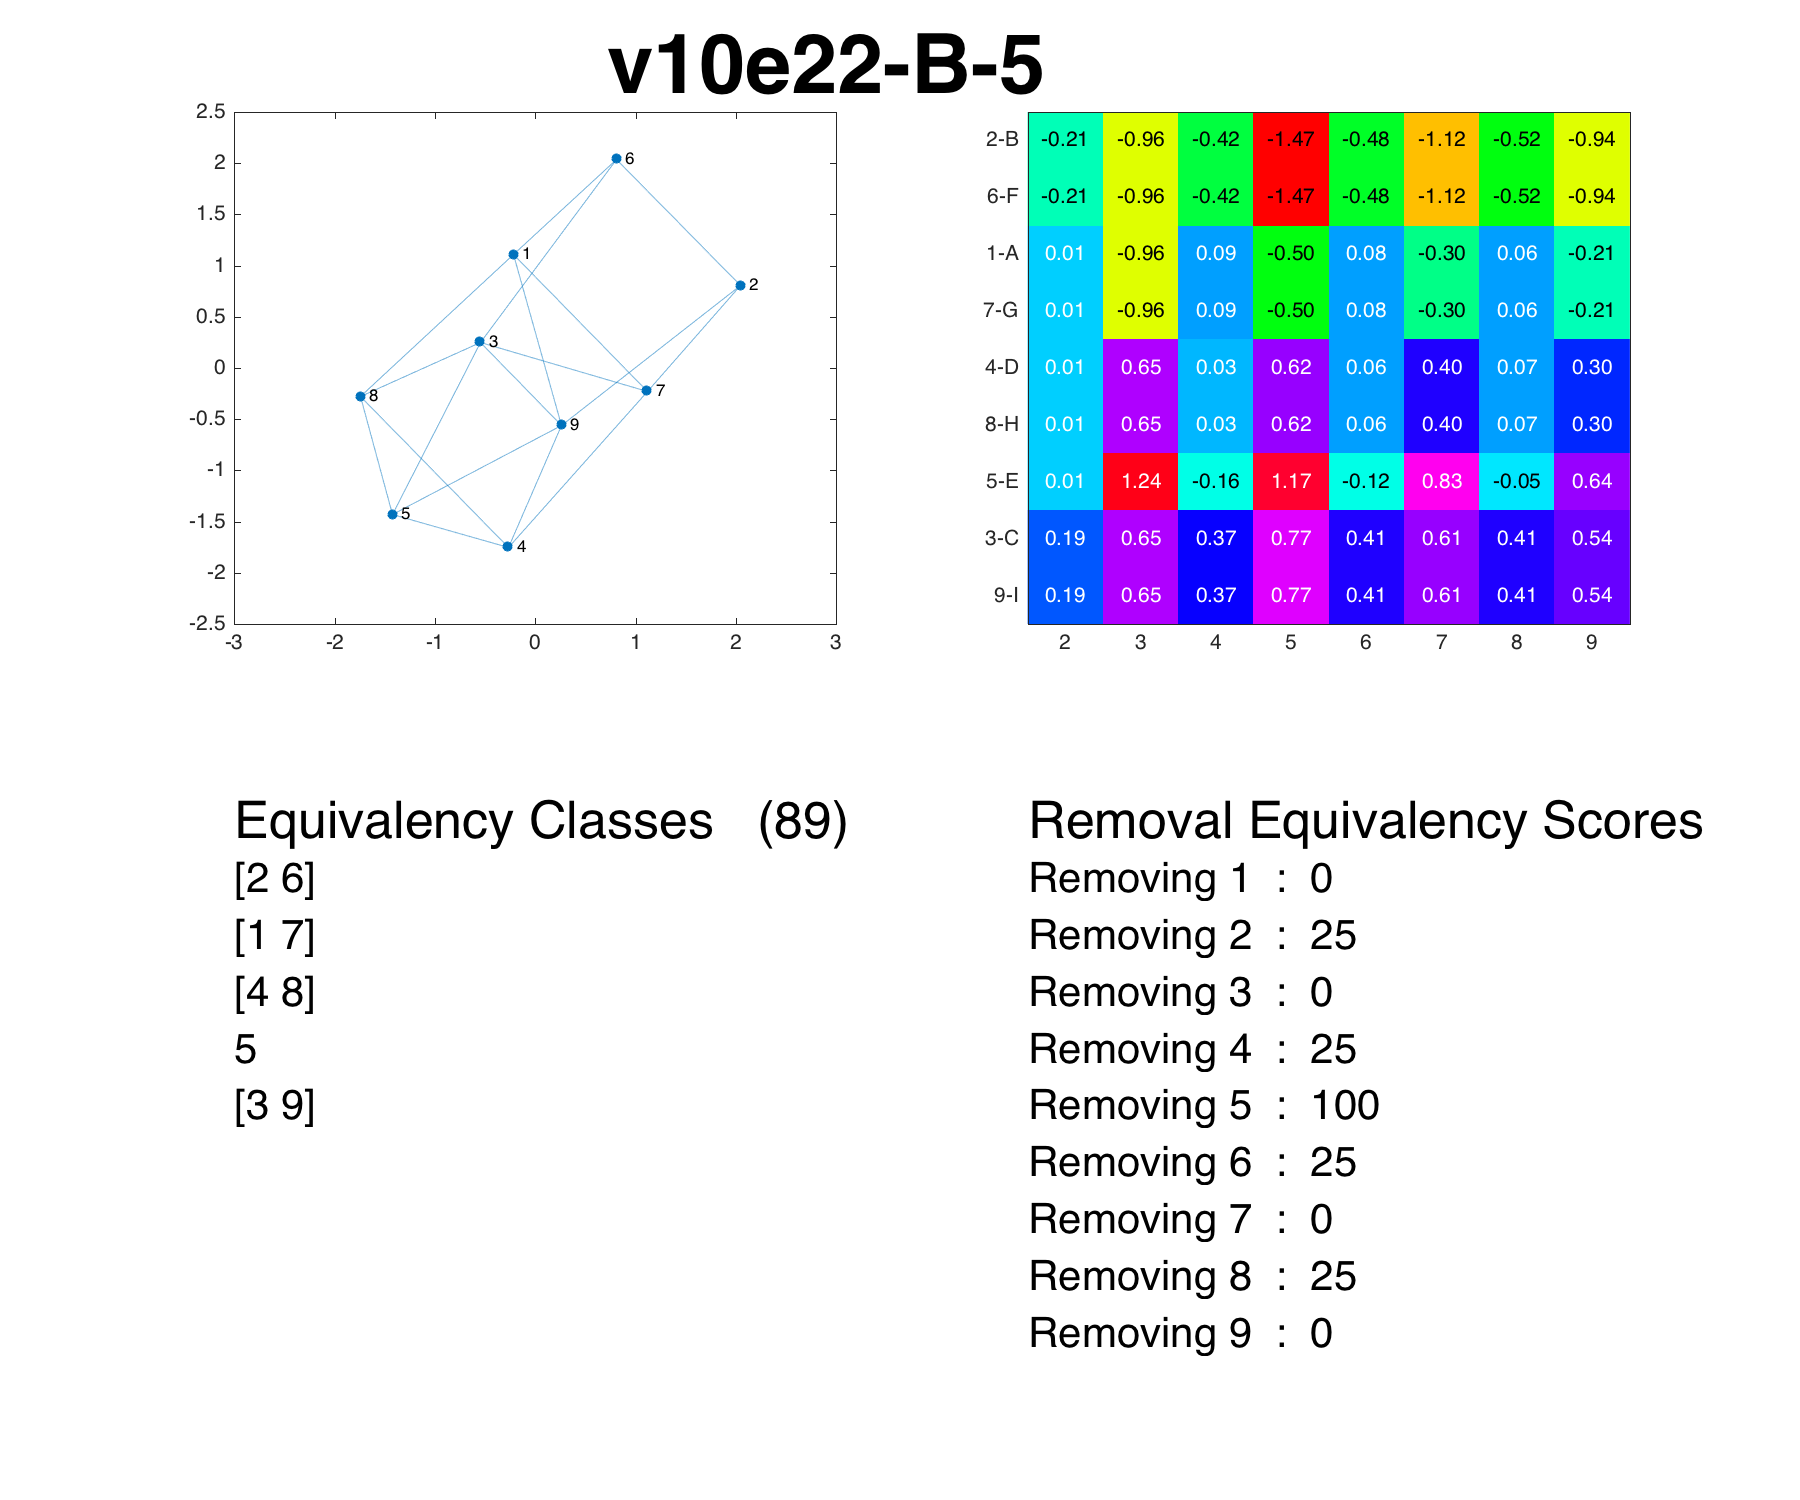 v10e22-B-5
2.5
2
1.5
1
0.5
0
-0.5
-1
-1.5
-2
-2.5
-3 -2 -1 0 1 2 3
6
1
2
3
7
8
9
5
4
2-B -0.21 -0.96 -0.42 -1.47 -0.48 -1.12 -0.52 -0.94
6-F -0.21 -0.96 -0.42 -1.47 -0.48 -1.12 -0.52 -0.94
1-A 0.01 -0.96 0.09 -0.50 0.08 -0.30 0.06 -0.21
7-G 0.01 -0.96 0.09 -0.50 0.08 -0.30 0.06 -0.21
4-D 0.01 0.65 0.03 0.62 0.06 0.40 0.07 0.30
8-H 0.01 0.65 0.03 0.62 0.06 0.40 0.07 0.30
5-E 0.01 1.24 -0.16 1.17 -0.12 0.83 -0.05 0.64
3-C 0.19 0.65 0.37 0.77 0.41 0.61 0.41 0.54
9-I 0.19 0.65 0.37 0.77 0.41 0.61 0.41 0.54
2 3 4 5 6 7 8 9
Equivalency Classes (89)
[2 6]
[1 7]
[4 8]
5
[3 9]
Removal Equivalency Scores
Removing 1 : 0
Removing 2 : 25
Removing 3 : 0
Removing 4 : 25
Removing 5 : 100
Removing 6 : 25
Removing 7 : 0
Removing 8 : 25
Removing 9 : 0